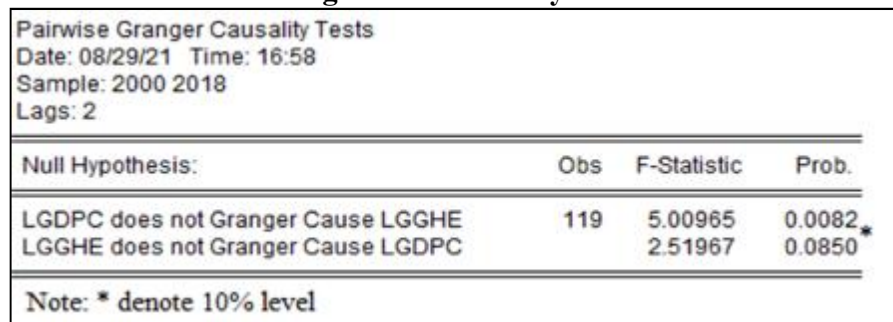 Pairwise Granger Causality Tests
Date: 08/29/21 Time: 16:58
Sample: 2000 2018
Lags: 2
Null Hypothesis: Obs F-Statistic Prob.
LGDPC does not Granger Cause LGGHE 119 5.00965 0.0082
LGGHE does not Granger Cause LGDPC 2.51967 0.0850*
Note: * denote 10% level